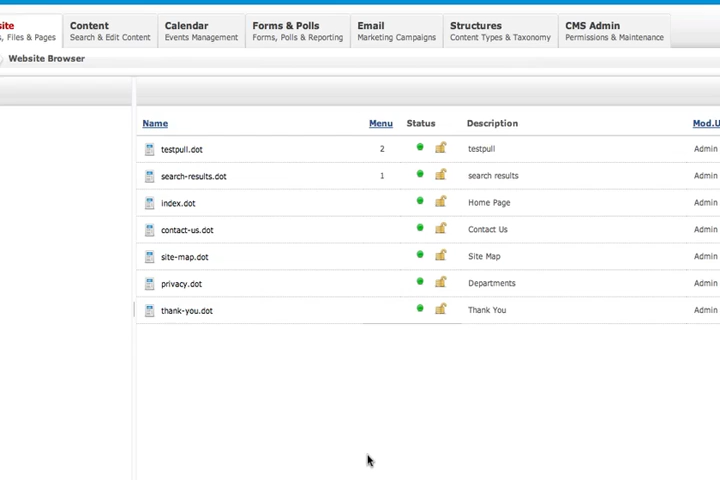 site Content Calendar Forms & Polls Email Structures CMS Admin
, Files & Pages Search & Edit Content Events Management Forms, Polls & Reporting Marketing Campaigns Content Types & Taxonomy Permissions & Maintenance
Website Browser
Name Menu Status Description Mod.U
testpull.dot 2 testpull Admin
search-results.dot 1 search results Admin
index.dot Home Page Admin
contact-us.dot Contact Us Admin
site-map.dot Site Map Admin
privacy.dot Departments Admin
thank-you.dot Thank You Admin